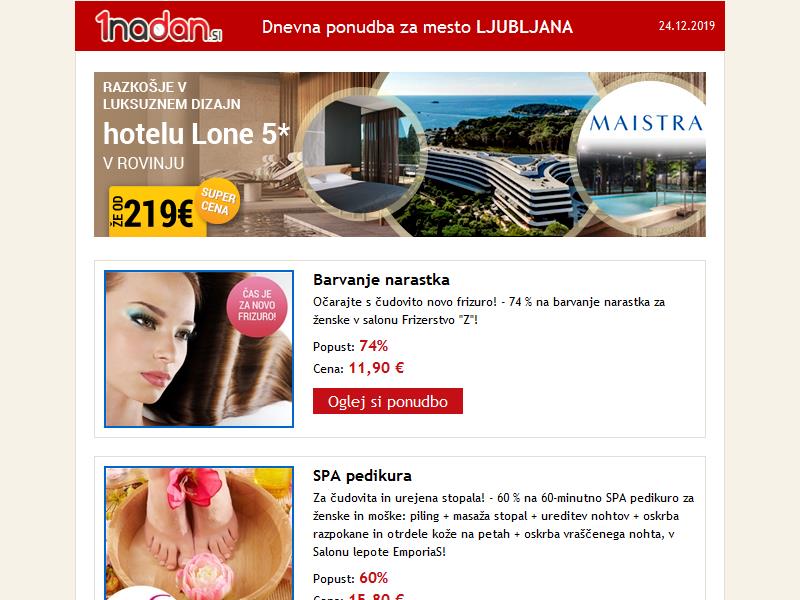 1nadan.si
Dnevna ponudba za mesto LJUBLJANA
24.12.2019
RAZKOŠJE V
LUKSUZNEM DIZAJN
hotelu Lone 5*
V ROVINJU
ŽE OD 219€
SUPER
CENA
MAISTRA
ČAS JE
ZA NOVO
FRIZURO!
Barvanje narastka
Očarajte s čudovito novo frizuro! - 74 % na barvanje narastka za
ženske v salonu Frizerstvo "Z"!
Popust: 74%
Cena: 11,90 €
Oglej si ponudbo
SPA pedikura
Za čudovita in urejena stopala! - 60 % na 60-minutno SPA pedikuro za
ženske in moške: piling + masaža stopal + ureditev nohtov + oskrba
razpokane in otrdele kože na petah + oskrba vraščenega nohta, v
Salonu lepote EmporiaS!
Popust: 60%
Cena: 15,80 €